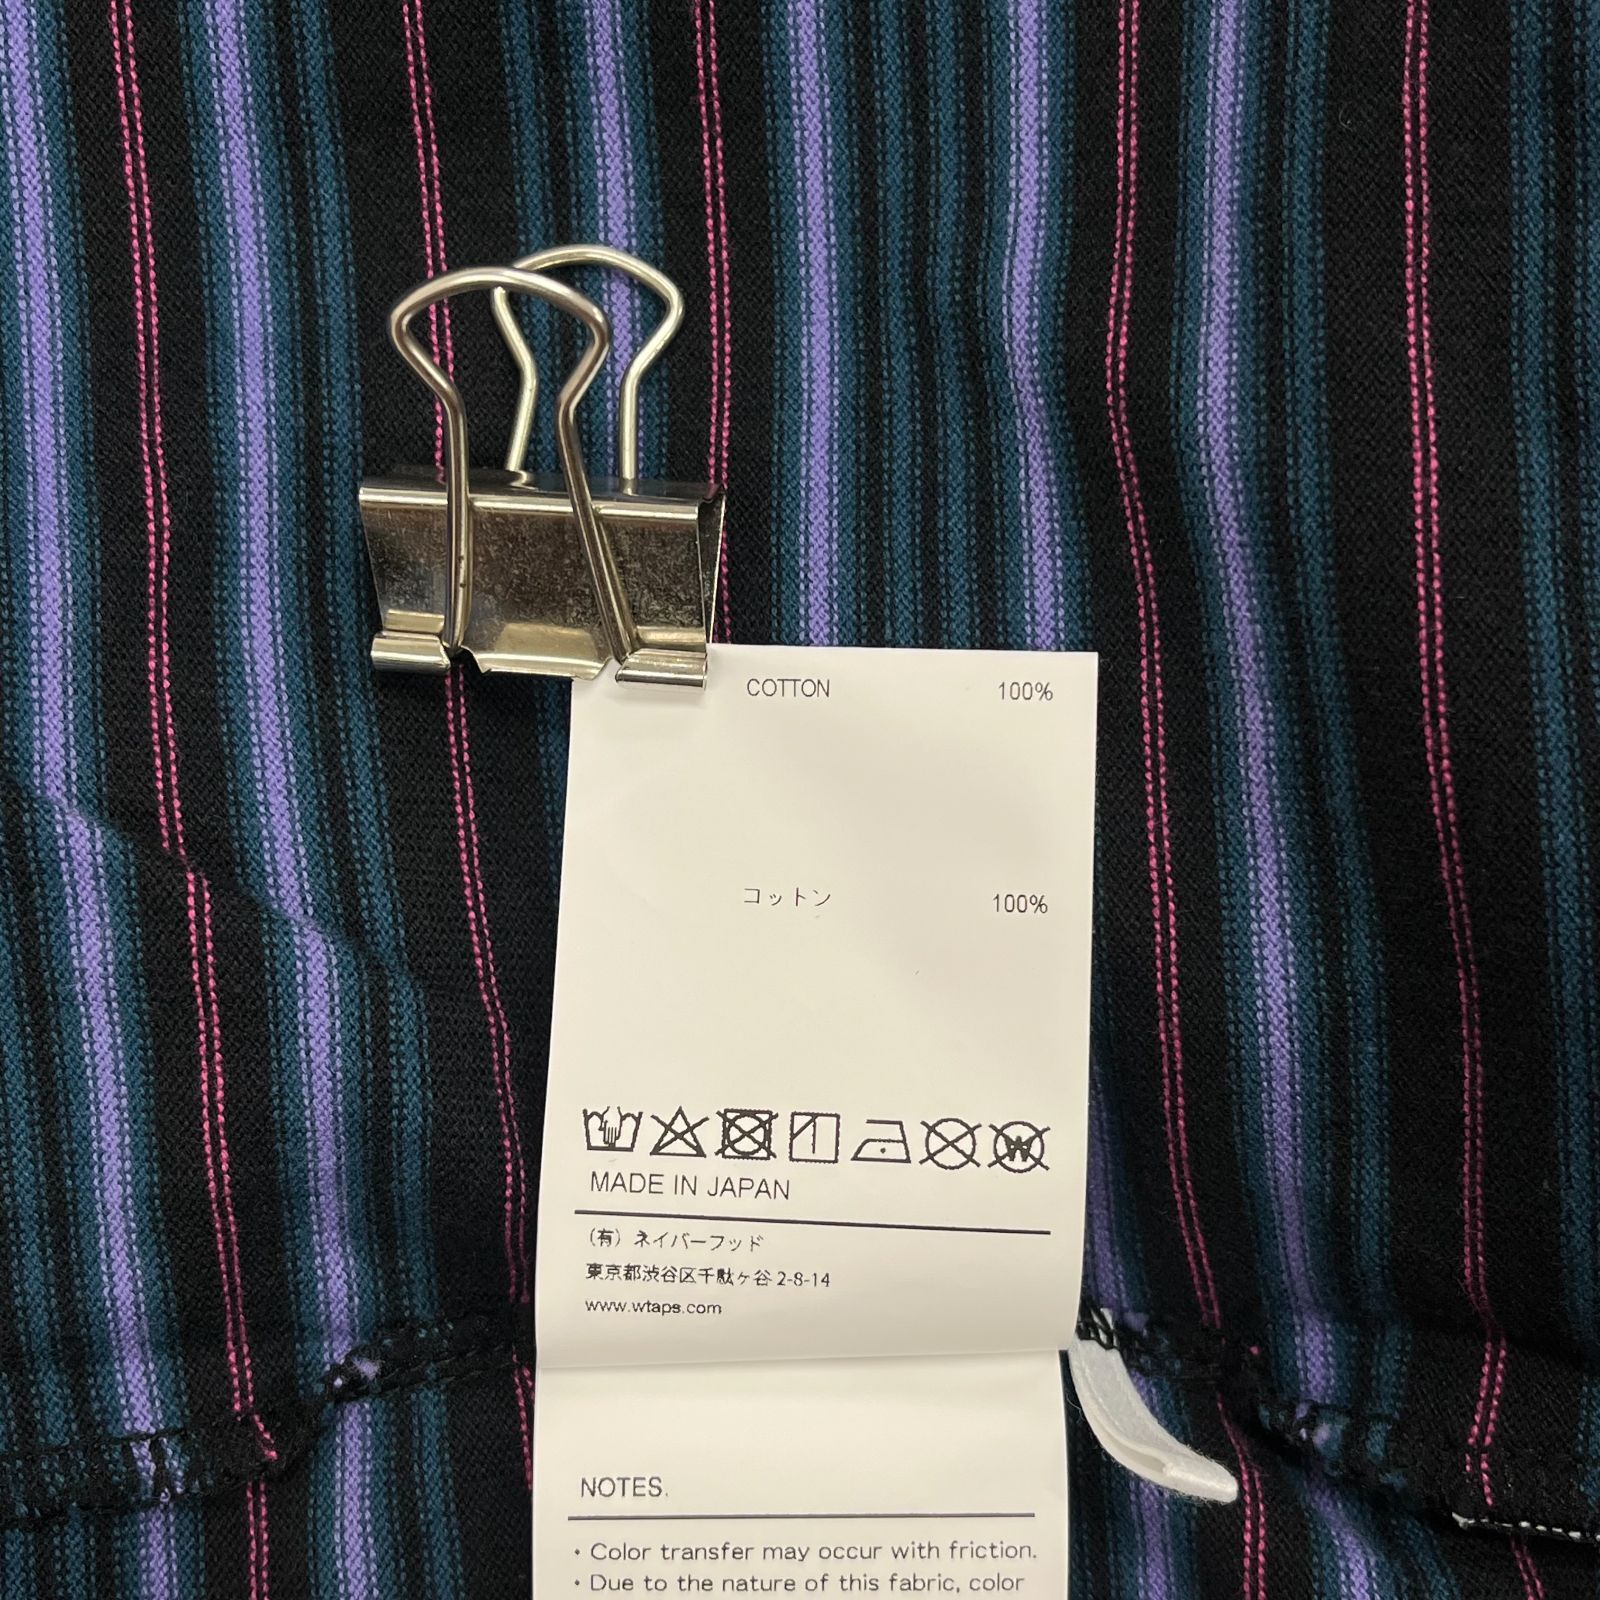 COTTON 100%
コットン 100%
W
MADE IN JAPAN
(有) ネイバーフッド
東京都渋谷区千駄ヶ谷 2-8-14
www.wtaps.com
NOTES.
・Color transfer may occur with friction.
・Due to the nature of this fabric, color